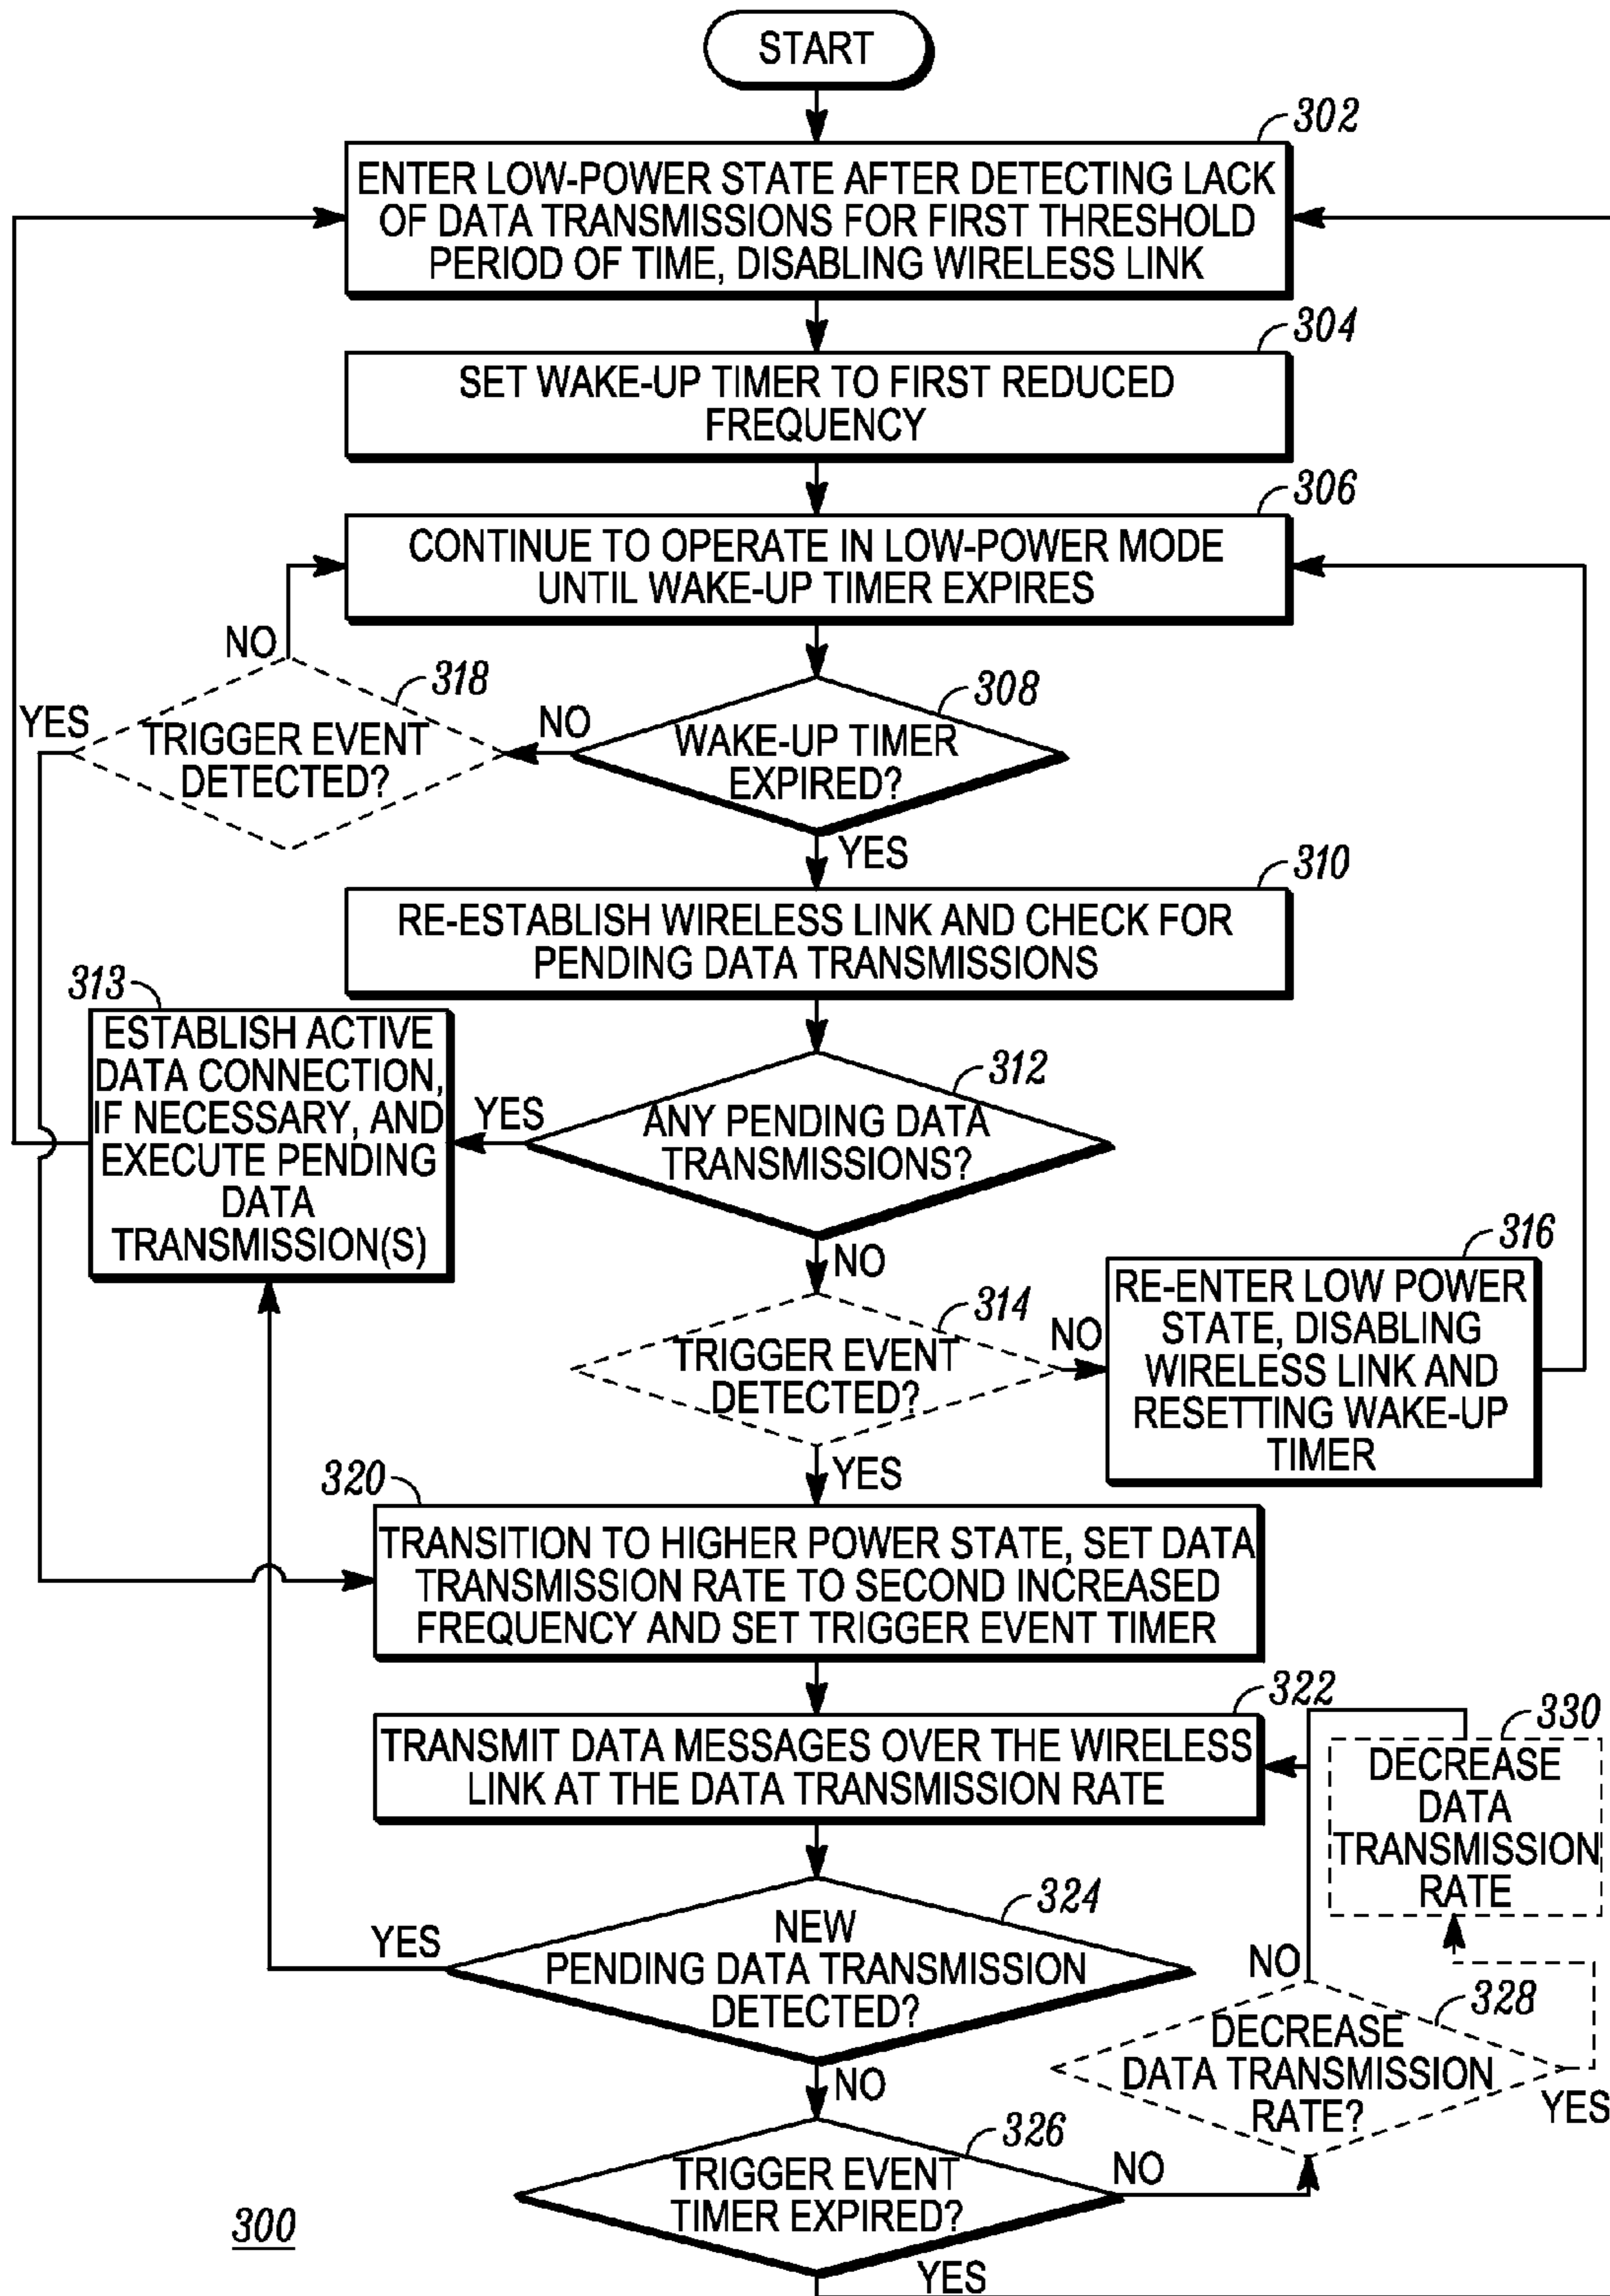 START
302
ENTER LOW-POWER STATE AFTER DETECTING LACK
OF DATA TRANSMISSIONS FOR FIRST THRESHOLD
PERIOD OF TIME, DISABLING WIRELESS LINK
304
SET WAKE-UP TIMER TO FIRST REDUCED
FREQUENCY
306
CONTINUE TO OPERATE IN LOW-POWER MODE
UNTIL WAKE-UP TIMER EXPIRES
NO
318
YES
TRIGGER EVENT
DETECTED?
NO
308
WAKE-UP TIMER
EXPIRED?
YES
310
RE-ESTABLISH WIRELESS LINK AND CHECK FOR
PENDING DATA TRANSMISSIONS
313
ESTABLISH ACTIVE
DATA CONNECTION,
IF NECESSARY, AND
EXECUTE PENDING
DATA
TRANSMISSION(S)
YES
312
ANY PENDING DATA
TRANSMISSIONS?
NO
314
TRIGGER EVENT
DETECTED?
NO
316
RE-ENTER LOW POWER
STATE, DISABLING
WIRELESS LINK AND
RESETTING WAKE-UP
TIMER
YES
320
TRANSITION TO HIGHER POWER STATE, SET DATA
TRANSMISSION RATE TO SECOND INCREASED
FREQUENCY AND SET TRIGGER EVENT TIMER
322
TRANSMIT DATA MESSAGES OVER THE WIRELESS
LINK AT THE DATA TRANSMISSION RATE
330
DECREASE
DATA
TRANSMISSION
RATE
324
YES
NEW
PENDING DATA TRANSMISSION
DETECTED?
NO
NO
328
DECREASE
DATA TRANSMISSION
RATE?
YES
326
TRIGGER EVENT
TIMER EXPIRED?
NO
YES
300